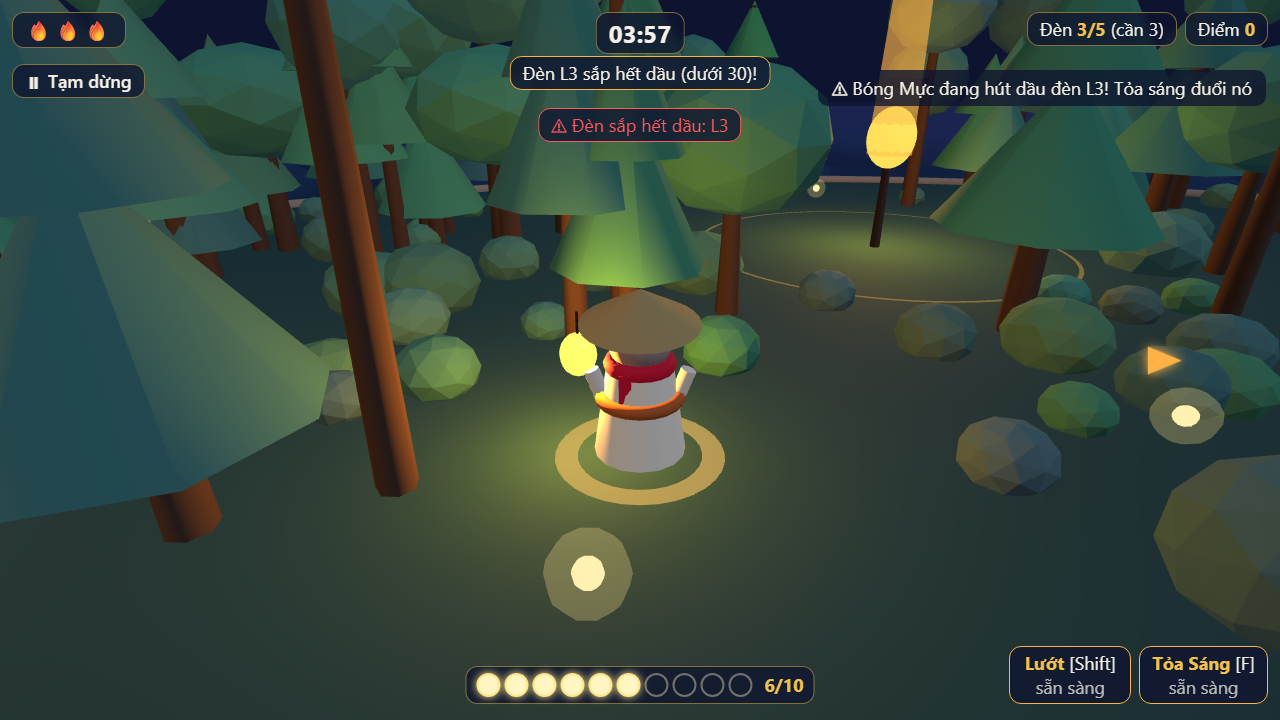 03:57
Đèn 3/5 (cần 3)
Điểm 0
Tạm dừng
Đèn L3 sắp hết dầu (dưới 30)!
⚠ Bóng Mực đang hút dầu đèn L3! Tỏa sáng đuổi nó
⚠ Đèn sắp hết dầu: L3
Lướt [Shift]
sẵn sàng
Tỏa Sáng [F]
sẵn sàng
6/10